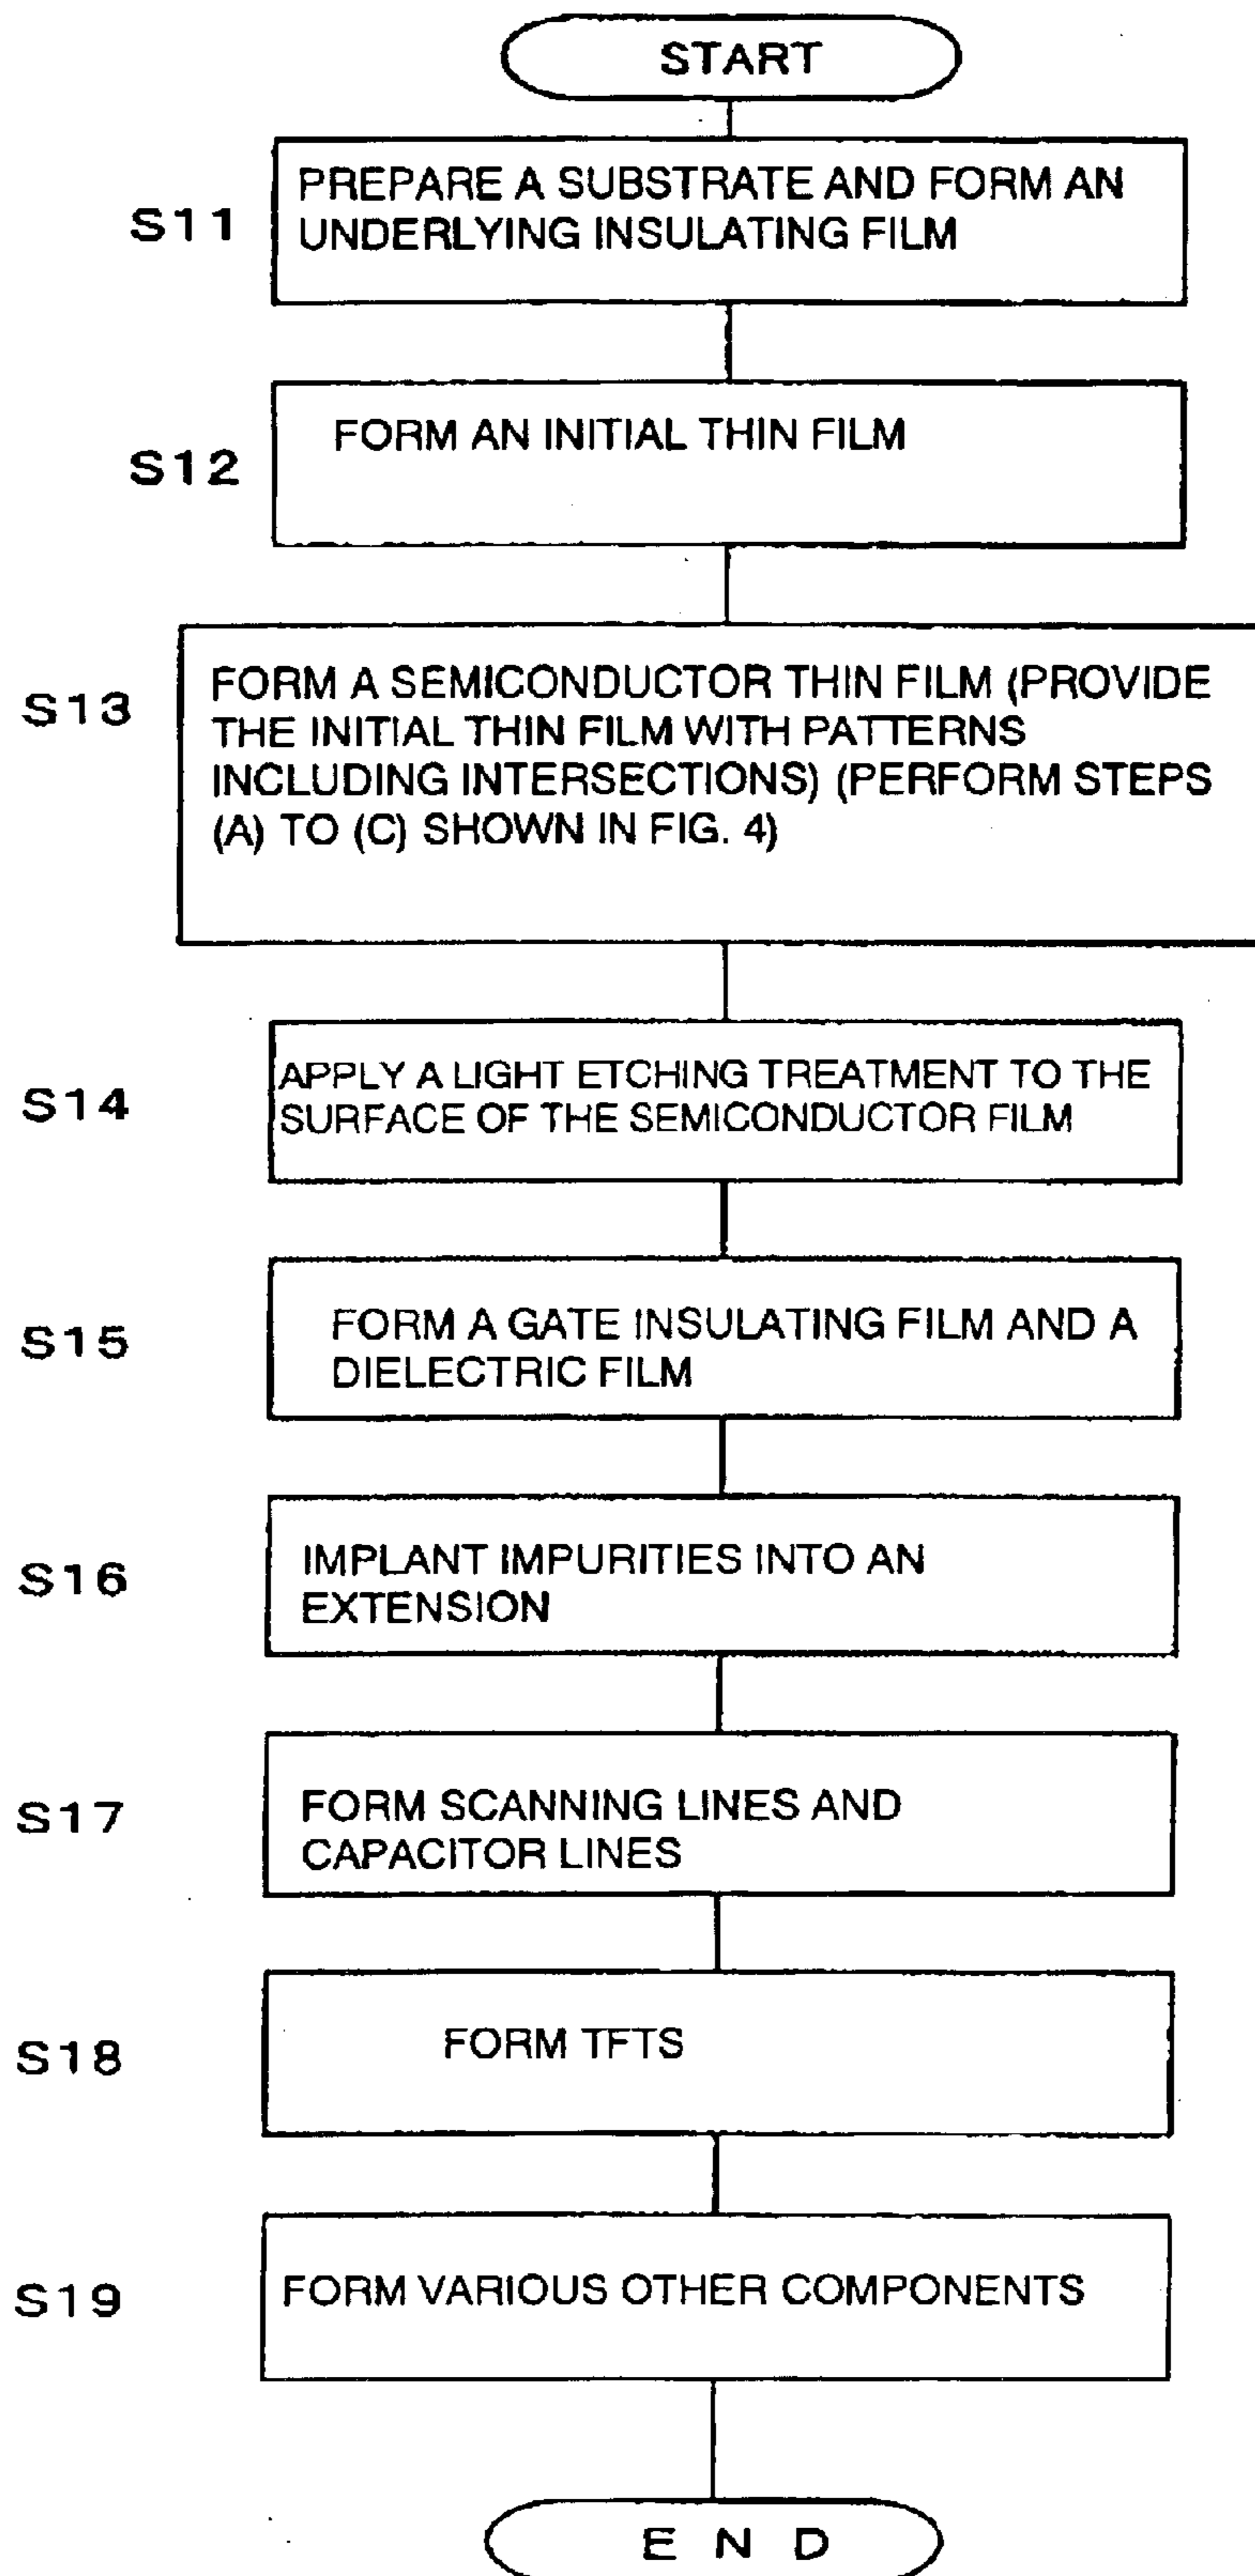 START
S11
PREPARE A SUBSTRATE AND FORM AN
UNDERLYING INSULATING FILM
S12
FORM AN INITIAL THIN FILM
S13
FORM A SEMICONDUCTOR THIN FILM (PROVIDE
THE INITIAL THIN FILM WITH PATTERNS
INCLUDING INTERSECTIONS) (PERFORM STEPS
(A) TO (C) SHOWN IN FIG. 4)
S14
APPLY A LIGHT ETCHING TREATMENT TO THE
SURFACE OF THE SEMICONDUCTOR FILM
S15
FORM A GATE INSULATING FILM AND A
DIELECTRIC FILM
S16
IMPLANT IMPURITIES INTO AN
EXTENSION
S17
FORM SCANNING LINES AND
CAPACITOR LINES
S18
FORM TFTS
S19
FORM VARIOUS OTHER COMPONENTS
E N D